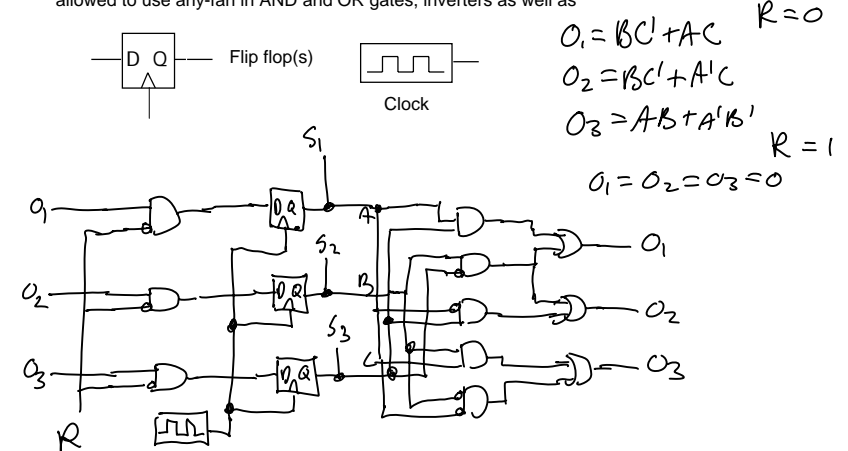 allowed to use any-fan in AND and OR gates, inverters as well as
R=0
O₁=BC'+AC
D Q
Flip flop(s)
O₂=BC'+A'C
Clock
O₃=AB+A'B'
R=1
O₁=O₂=O₃=0
S₁
O₁
D Q
A
O₁
S₂
O₂
D Q
B
O₂
S₃
O₃
D Q
C
O₃
R